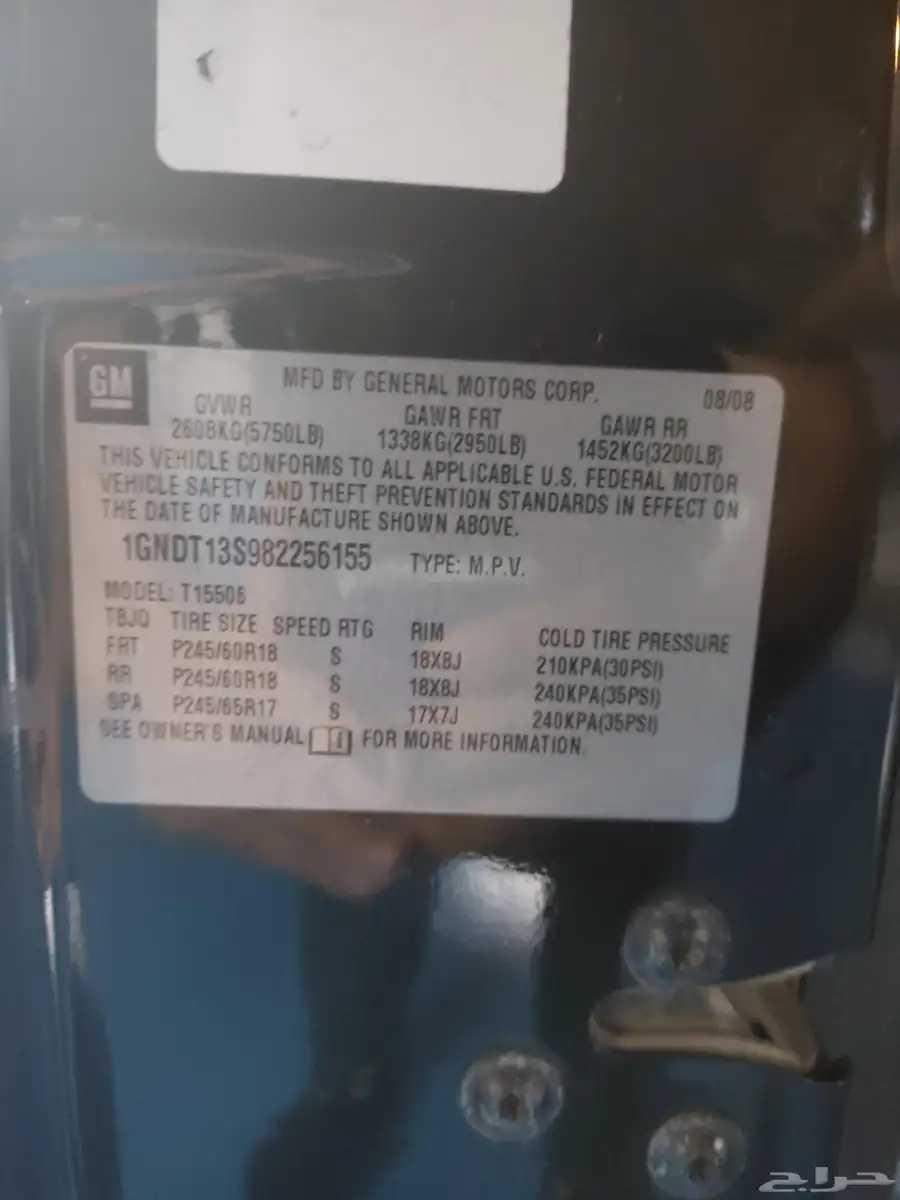 GM
MFD BY GENERAL MOTORS CORP. 08/08
GVWR GAWR FRT GAWR RR
2608KG(5750LB) 1338KG(2950LB) 1452KG(3200LB)
THIS VEHICLE CONFORMS TO ALL APPLICABLE U.S. FEDERAL MOTOR
VEHICLE SAFETY AND THEFT PREVENTION STANDARDS IN EFFECT ON
THE DATE OF MANUFACTURE SHOWN ABOVE.
1GNDT13S982256155 TYPE: M.P.V.
MODEL: T15506
TBJQ TIRE SIZE SPEED RTG RIM COLD TIRE PRESSURE
FRT P245/60R18 S 18X8J 210KPA(30PSI)
RR P245/60R18 S 18X8J 240KPA(35PSI)
SPA P245/65R17 S 17X7J 240KPA(35PSI)
SEE OWNER'S MANUAL FOR MORE INFORMATION.
حراج